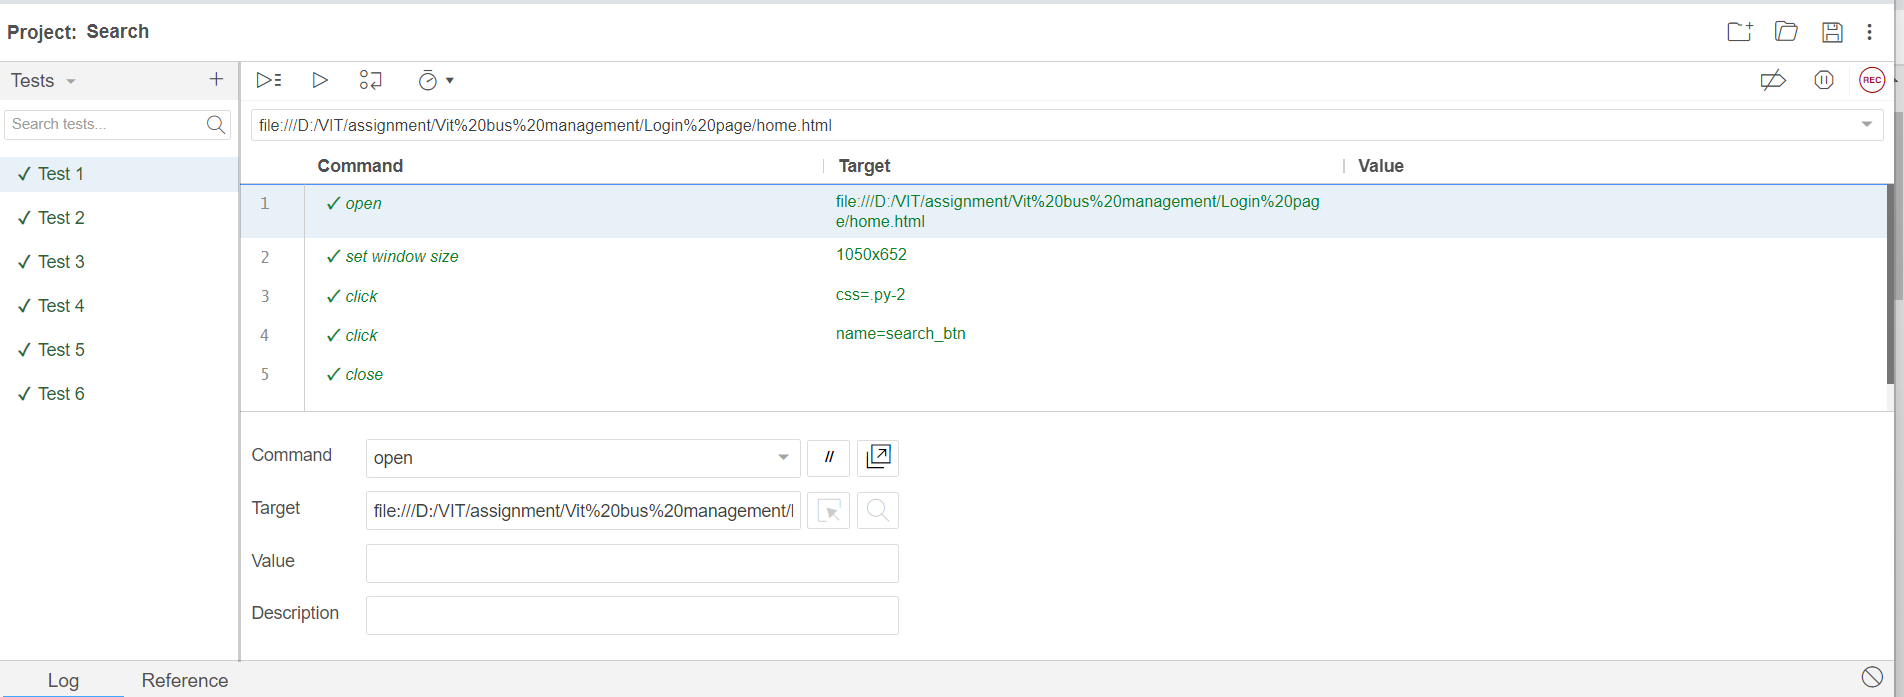 Project: Search
Tests
Search tests...
Test 1
Test 2
Test 3
Test 4
Test 5
Test 6
REC
file:///D:/VIT/assignment/Vit%20bus%20management/Login%20page/home.html
Command Target Value
1 open file:///D:/VIT/assignment/Vit%20bus%20management/Login%20pag
e/home.html
2 set window size 1050x652
3 click css=.py-2
4 click name=search_btn
5 close
Command open //
Target file:///D:/VIT/assignment/Vit%20bus%20management/
Value
Description
Log Reference